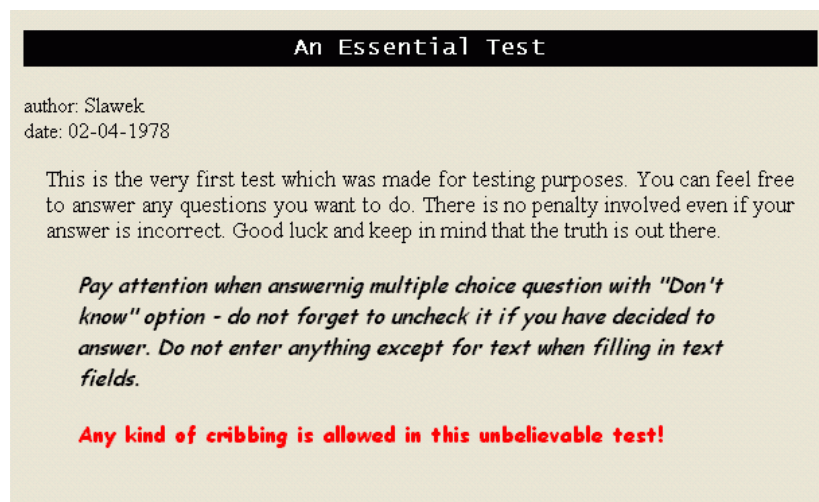 An Essential Test
author: Slawek
date: 02-04-1978
This is the very first test which was made for testing purposes. You can feel free
to answer any questions you want to do. There is no penalty involved even if your
answer is incorrect. Good luck and keep in mind that the truth is out there.
Pay attention when answernig multiple choice question with "Don't
know" option - do not forget to uncheck it if you have decided to
answer. Do not enter anything except for text when filling in text
fields.
Any kind of cribbing is allowed in this unbelievable test!